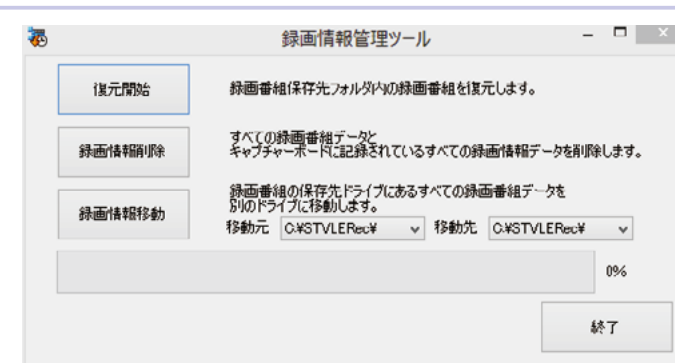 録画情報管理ツール
復元開始
録画番組保存先フォルダ内の録画番組を復元します。
録画情報削除
すべての録画番組データと
キャプチャーボードに記録されているすべての録画情報データを削除します。
録画情報移動
録画番組の保存先ドライブにあるすべての録画番組データを
別のドライブに移動します。
移動元 C:¥STVLERec¥ 移動先 C:¥STVLERec¥
0%
終了